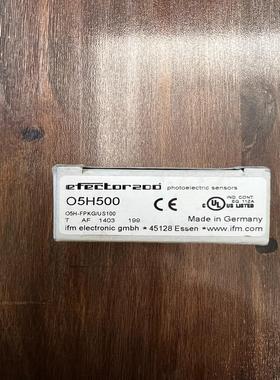 efector200 photoelectric sensors
O5H500
O5H-FPKG/US100
T AF 1403 199
CE
UL
IND. CONT.
EQ. 112A
US LISTED
Made in Germany
ifm electronic gmbh ★ 45128 Essen ★ www.ifm.com